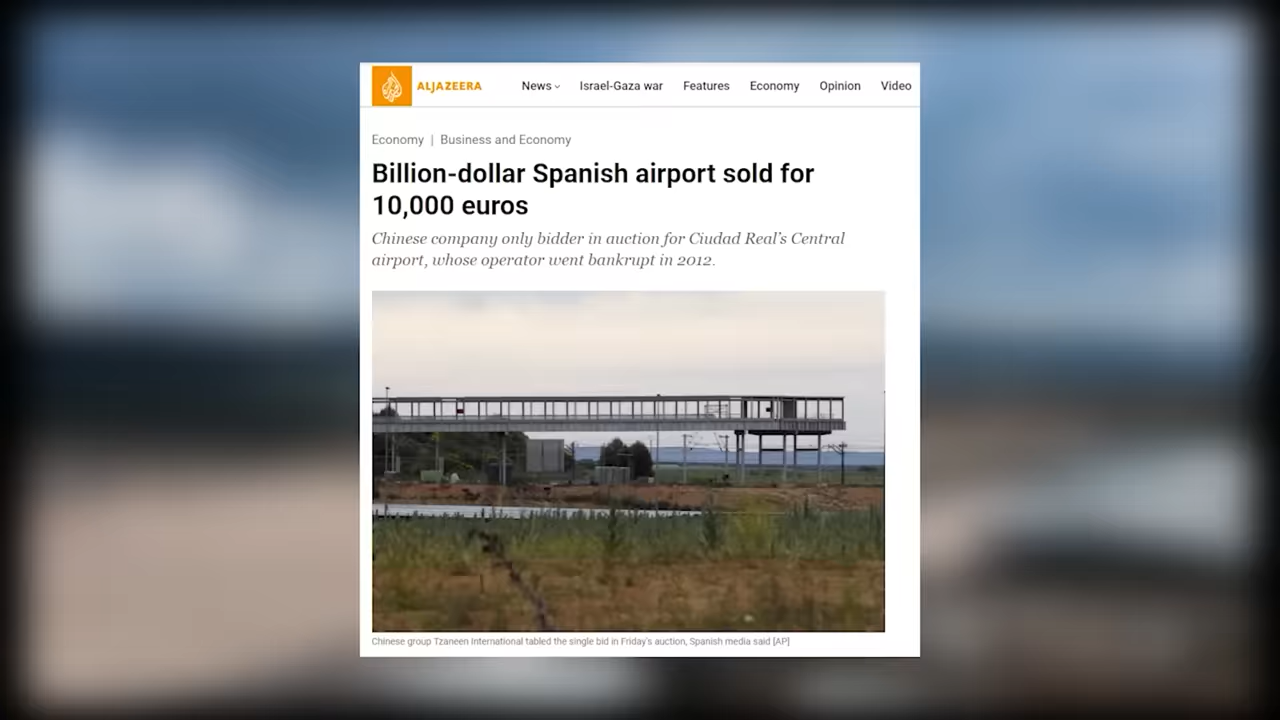 ALJAZEERA
News Israel-Gaza war Features Economy Opinion Video
Economy | Business and Economy
Billion-dollar Spanish airport sold for
10,000 euros
Chinese company only bidder in auction for Ciudad Real’s Central
airport, whose operator went bankrupt in 2012.
Chinese group Tzaneen International tabled the single bid in Friday's auction, Spanish media said [AP]